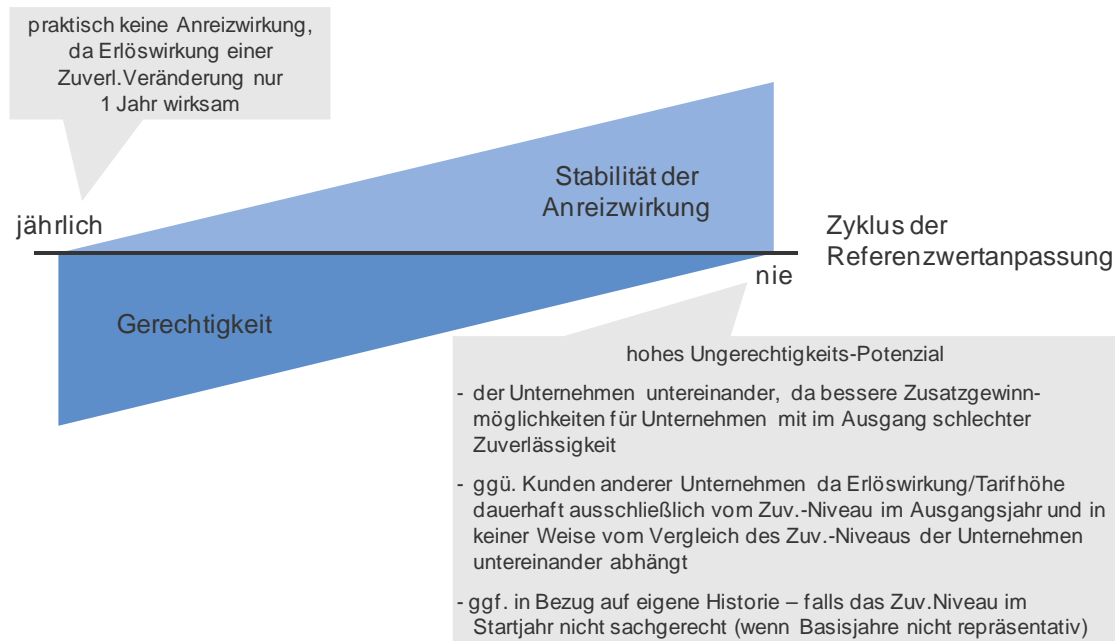 praktisch keine Anreizwirkung,
da Erlöswirkung einer
Zuverl.Veränderung nur
1 Jahr wirksam
Stabilität der
Anreizwirkung
jährlich
Zyklus der
Referenzwertanpassung
nie
Gerechtigkeit
hohes Ungerechtigkeits-Potenzial
- der Unternehmen untereinander, da bessere Zusatzgewinn-
möglichkeiten für Unternehmen mit im Ausgang schlechter
Zuverlässigkeit
- ggü. Kunden anderer Unternehmen da Erlöswirkung/Tarifhöhe
dauerhaft ausschließlich vom Zuv.-Niveau im Ausgangsjahr und in
keiner Weise vom Vergleich des Zuv.-Niveaus der Unternehmen
untereinander abhängt
- ggf. in Bezug auf eigene Historie – falls das Zuv.Niveau im
Startjahr nicht sachgerecht (wenn Basisjahre nicht repräsentativ)